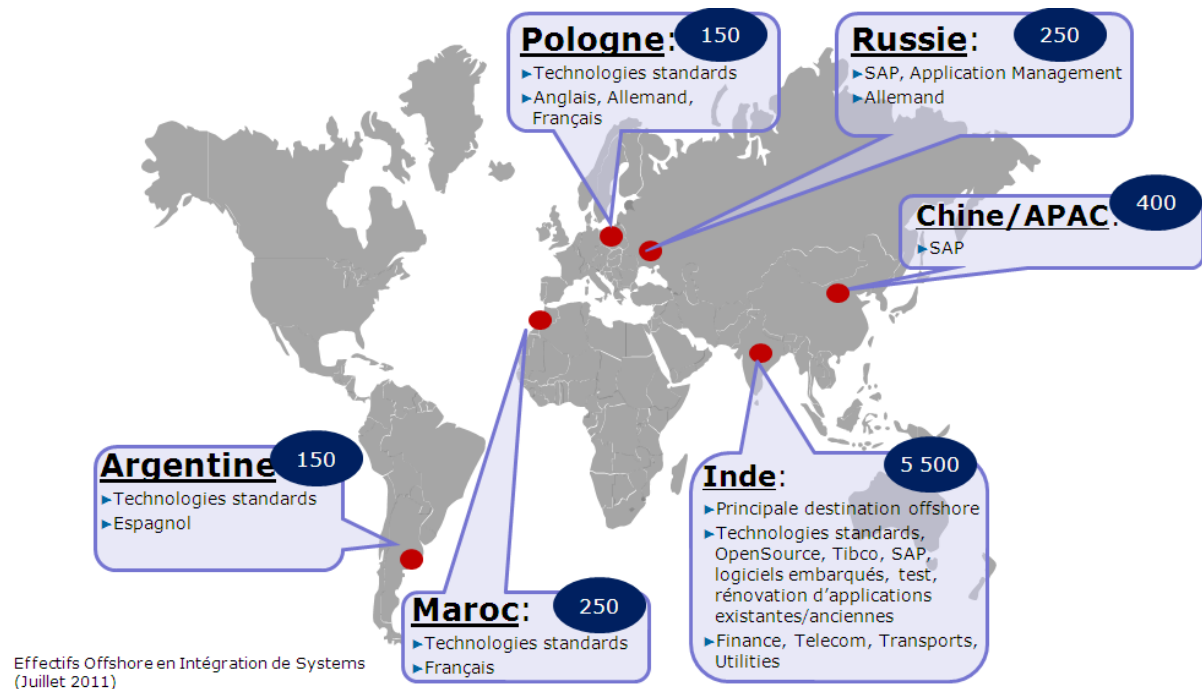 Pologne:
150
►Technologies standards
►Anglais, Allemand,
Français
Russie:
250
►SAP, Application Management
►Allemand
Chine/APAC:
400
►SAP
Argentine
150
►Technologies standards
►Espagnol
Maroc:
250
►Technologies standards
►Français
Inde:
5 500
►Principale destination offshore
►Technologies standards,
OpenSource, Tibco, SAP,
logiciels embarqués, test,
rénovation d’applications
existantes/anciennes
►Finance, Telecom, Transports,
Utilities
Effectifs Offshore en Intégration de Systems
(Juillet 2011)